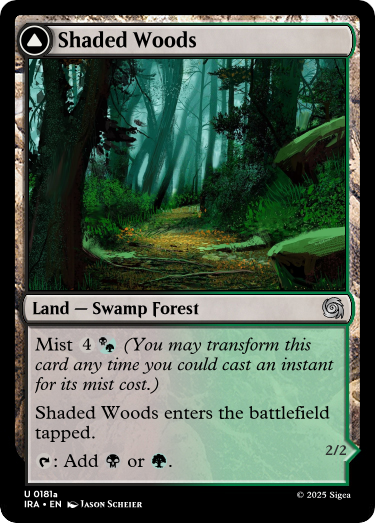 Shaded Woods
Land — Swamp Forest
Mist 4 (You may transform this
card any time you could cast an instant
for its mist cost.)
Shaded Woods enters the battlefield
tapped.
: Add or .
2/2
U 0181a
IRA • EN Jason Scheier
© 2025 Sigea